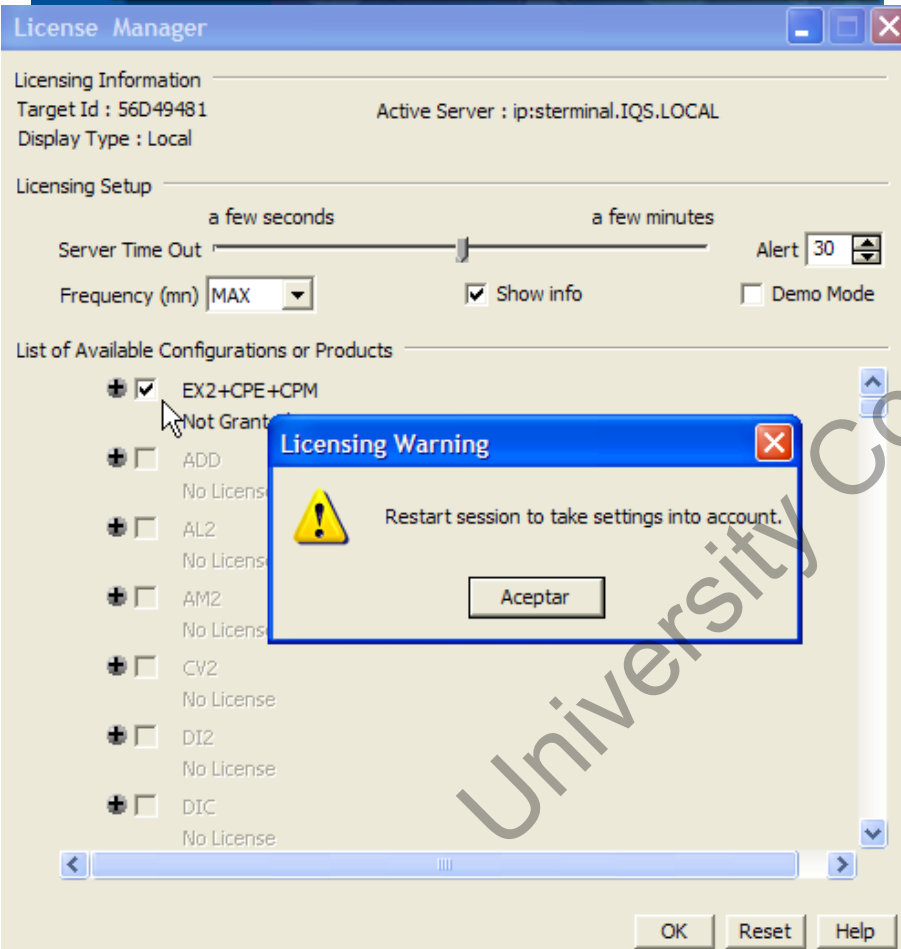 License Manager
Licensing Information
Target Id : 56D49481 Active Server : ip:sterminal.IQS.LOCAL
Display Type : Local
Licensing Setup
a few seconds a few minutes
Server Time Out Alert 30
Frequency (mn) MAX Show info Demo Mode
List of Available Configurations or Products
EX2+CPE+CPM
Not Grant
Licensing Warning
ADD
No License
Restart session to take settings into account.
AL2
No License
Aceptar
AM2
No License
CV2
No License
DI2
No License
DIC
No License
OK Reset Help
University Co